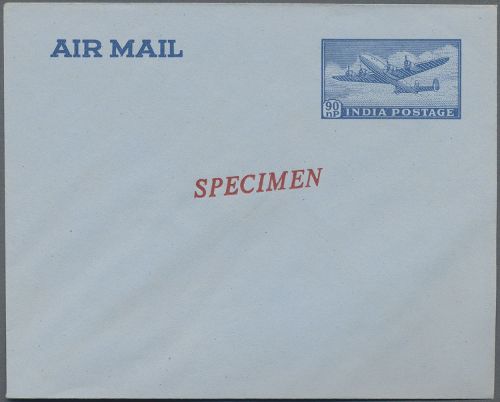 AIR MAIL
90 nP INDIA POSTAGE
SPECIMEN